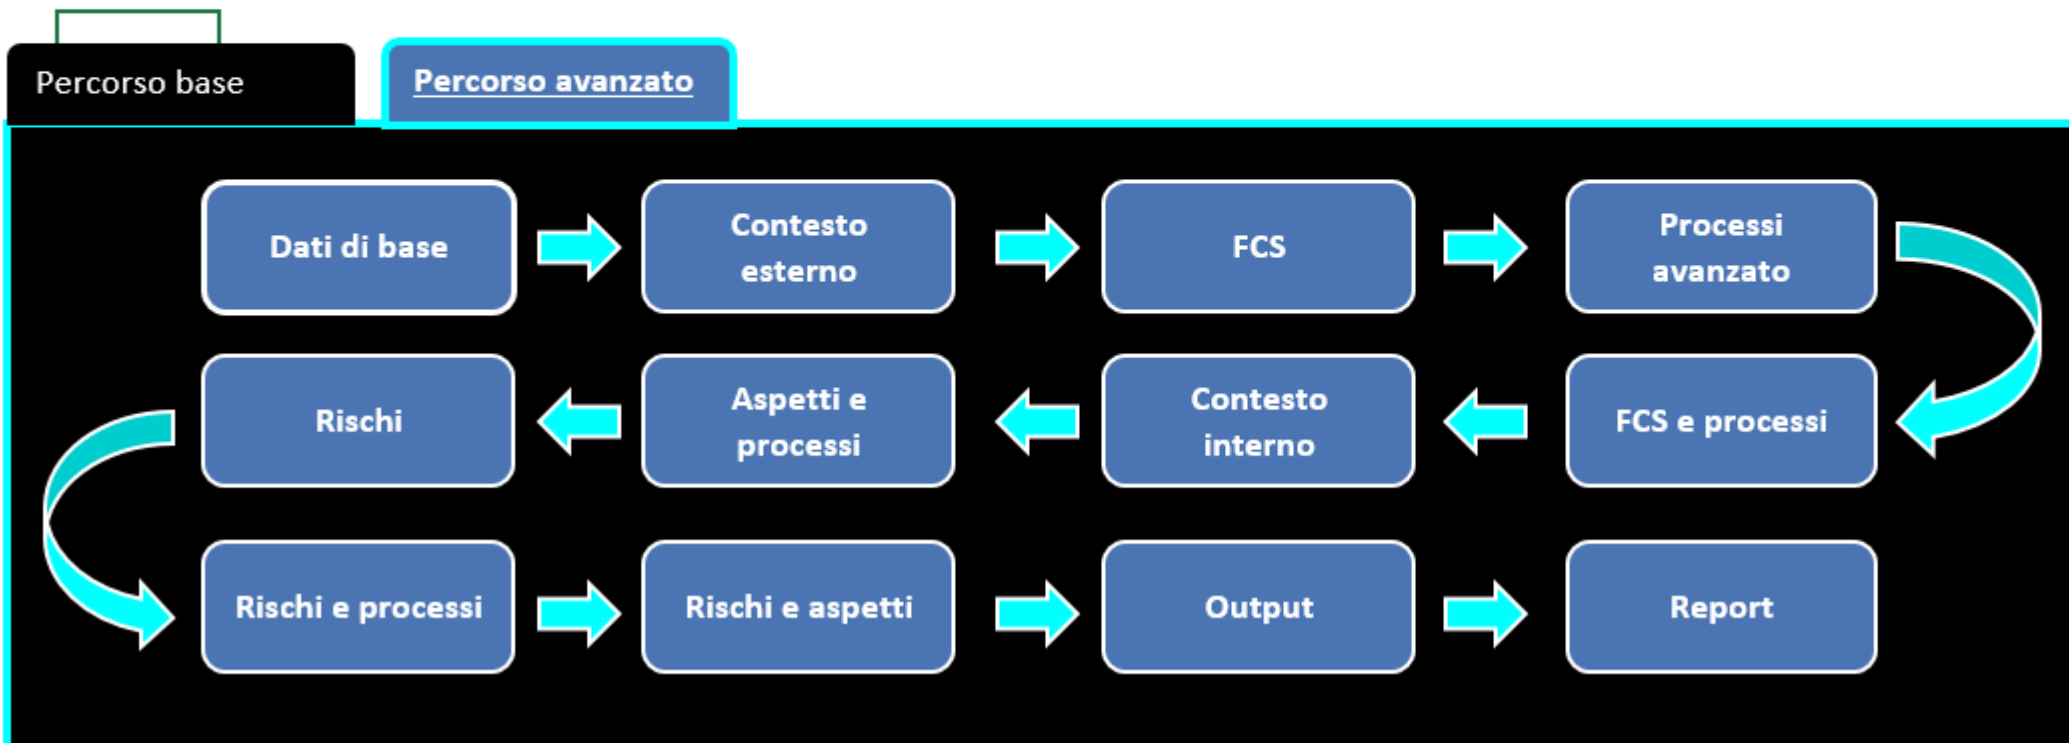 Percorso base
Percorso avanzato
Dati di base
Contesto
esterno
FCS
Processi
avanzato
Rischi
Aspetti e
processi
Contesto
interno
FCS e processi
Rischi e processi
Rischi e aspetti
Output
Report